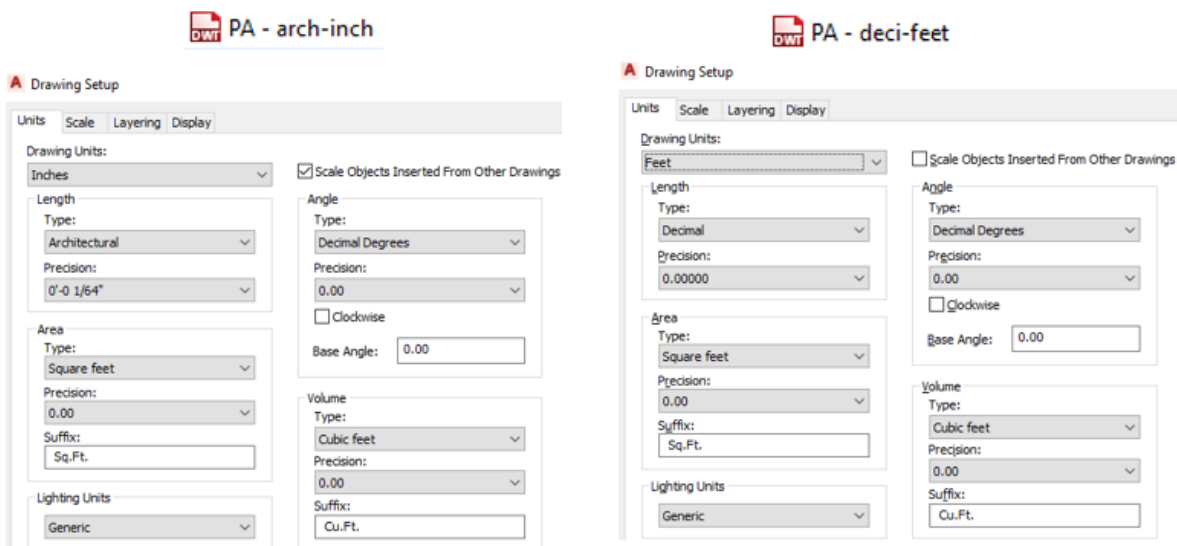 DWT PA - arch-inch
A Drawing Setup
Units Scale Layering Display
Drawing Units:
Inches
Scale Objects Inserted From Other Drawings
Length
Type:
Architectural
Precision:
0'-0 1/64"
Angle
Type:
Decimal Degrees
Precision:
0.00
Clockwise
Base Angle: 0.00
Area
Type:
Square feet
Precision:
0.00
Suffix:
Sq.Ft.
Volume
Type:
Cubic feet
Precision:
0.00
Suffix:
Cu.Ft.
Lighting Units
Generic
DWT PA - deci-feet
A Drawing Setup
Units Scale Layering Display
Drawing Units:
Feet
Scale Objects Inserted From Other Drawings
Length
Type:
Decimal
Precision:
0.00000
Angle
Type:
Decimal Degrees
Precision:
0.00
Clockwise
Base Angle: 0.00
Area
Type:
Square feet
Precision:
0.00
Suffix:
Sq.Ft.
Volume
Type:
Cubic feet
Precision:
0.00
Suffix:
Cu.Ft.
Lighting Units
Generic